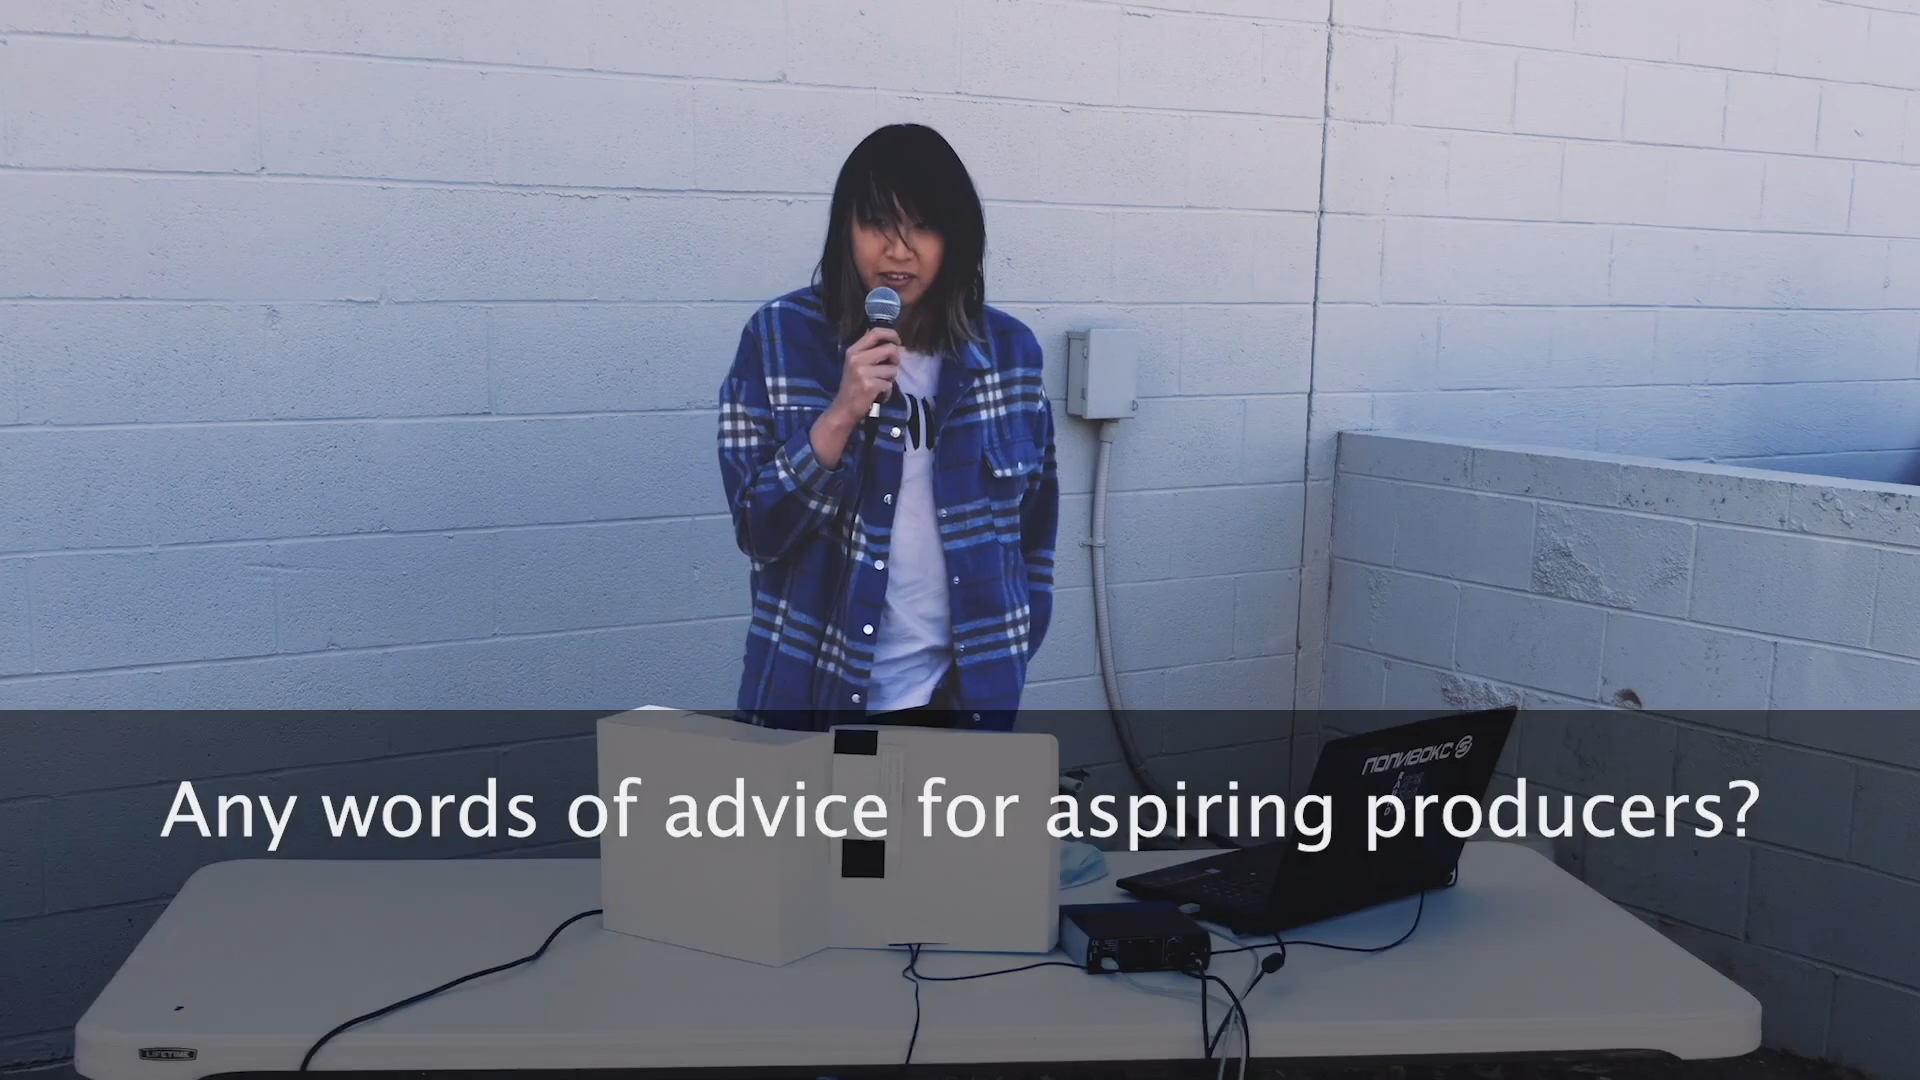 ПОЛИВОКС
Any words of advice for aspiring producers?
LIFETIME